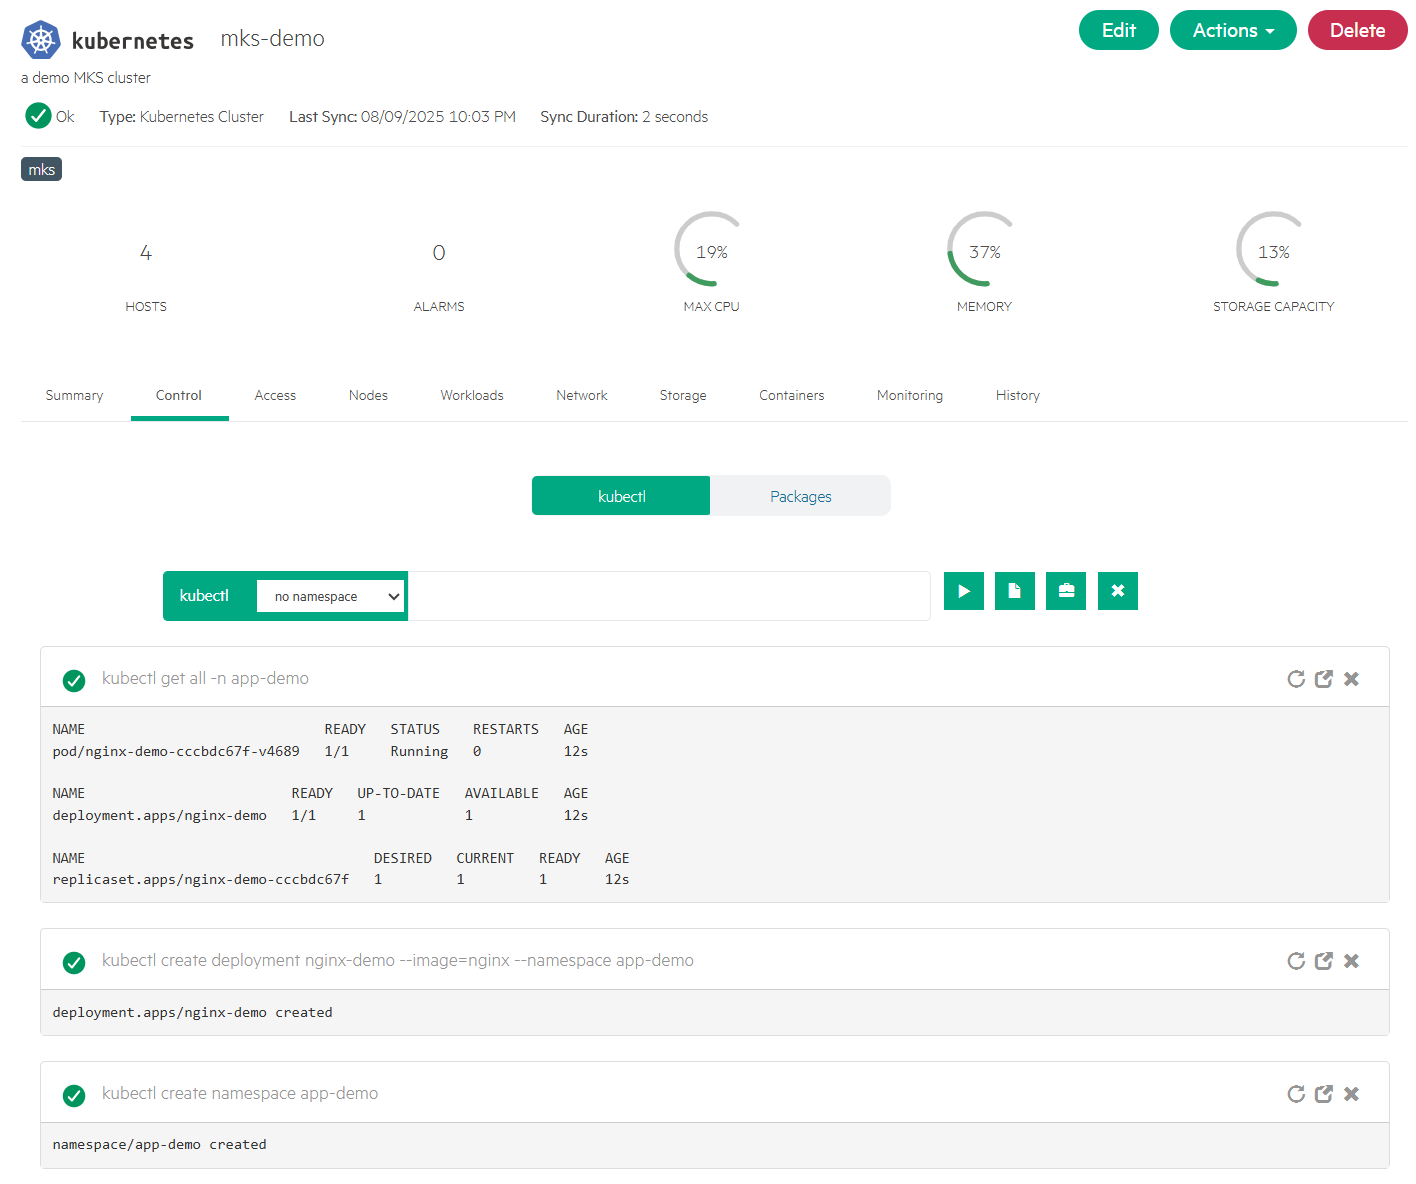 kubernetes mks-demo Edit Actions Delete
a demo MKS cluster
Ok Type: Kubernetes Cluster Last Sync: 08/09/2025 10:03 PM Sync Duration: 2 seconds
mks
4 0 19% 37% 13%
HOSTS ALARMS MAX CPU MEMORY STORAGE CAPACITY
Summary Control Access Nodes Workloads Network Storage Containers Monitoring History
kubectl Packages
kubectl no namespace
kubectl get all -n app-demo
NAME READY STATUS RESTARTS AGE
pod/nginx-demo-cccbdc67f-v4689 1/1 Running 0 12s
NAME READY UP-TO-DATE AVAILABLE AGE
deployment.apps/nginx-demo 1/1 1 1 12s
NAME DESIRED CURRENT READY AGE
replicaset.apps/nginx-demo-cccbdc67f 1 1 1 12s
kubectl create deployment nginx-demo --image=nginx --namespace app-demo
deployment.apps/nginx-demo created
kubectl create namespace app-demo
namespace/app-demo created